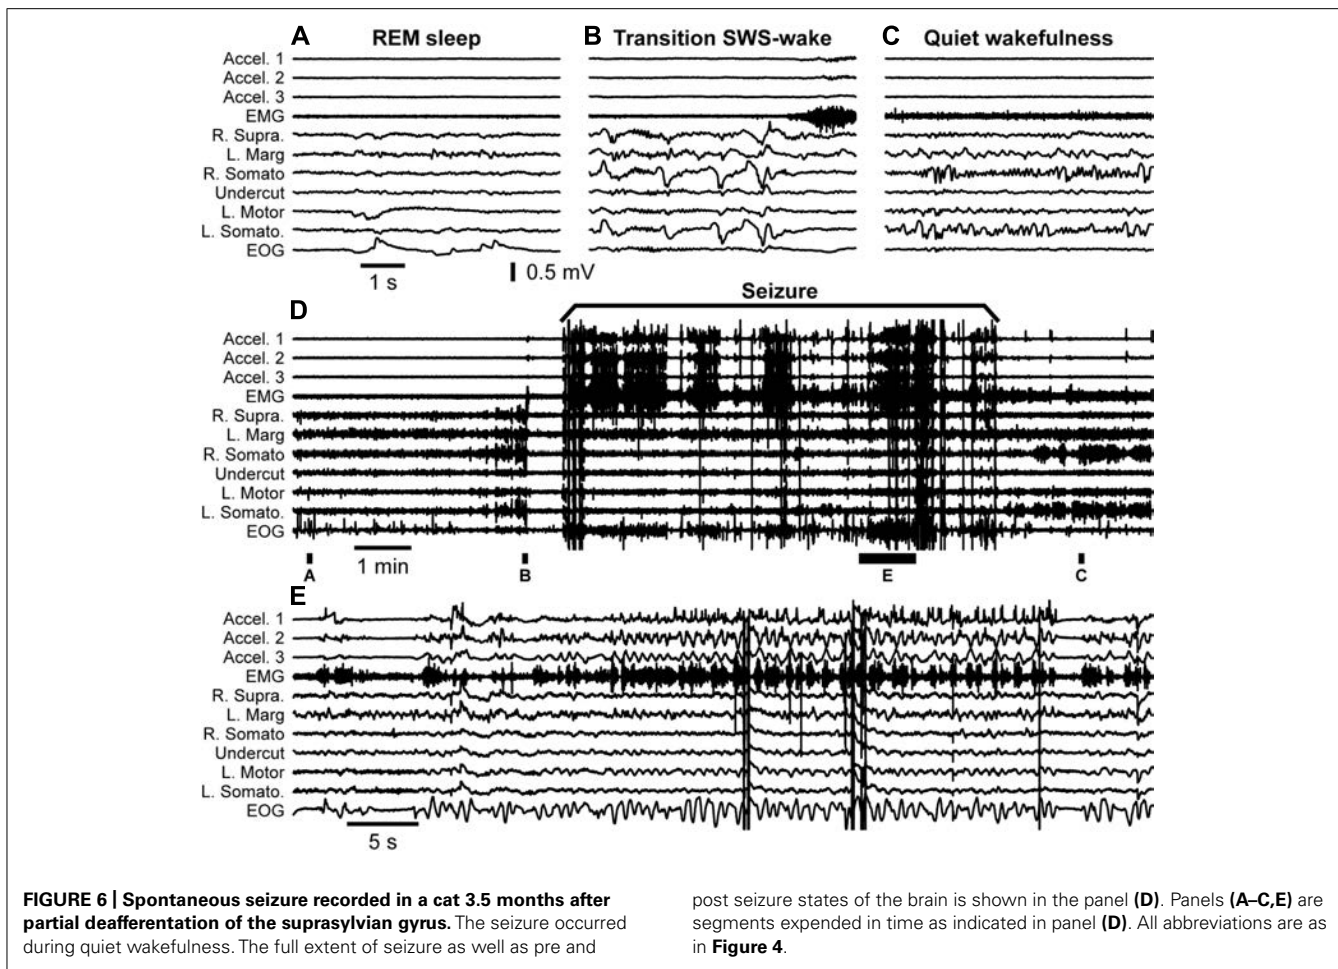 A REM sleep
B Transition SWS-wake
C Quiet wakefulness
Accel. 1
Accel. 2
Accel. 3
EMG
R. Supra.
L. Marg
R. Somato
Undercut
L. Motor
L. Somato.
EOG
1 s
0.5 mV
Seizure
D
Accel. 1
Accel. 2
Accel. 3
EMG
R. Supra.
L. Marg
R. Somato
Undercut
L. Motor
L. Somato.
EOG
1 min
A B E C
E
Accel. 1
Accel. 2
Accel. 3
EMG
R. Supra.
L. Marg
R. Somato
Undercut
L. Motor
L. Somato.
EOG
5 s
FIGURE 6 | Spontaneous seizure recorded in a cat 3.5 months after
partial deafferentation of the suprasylvian gyrus. The seizure occurred
during quiet wakefulness. The full extent of seizure as well as pre and
post seizure states of the brain is shown in the panel (D). Panels (A–C,E) are
segments expended in time as indicated in panel (D). All abbreviations are as
in Figure 4.